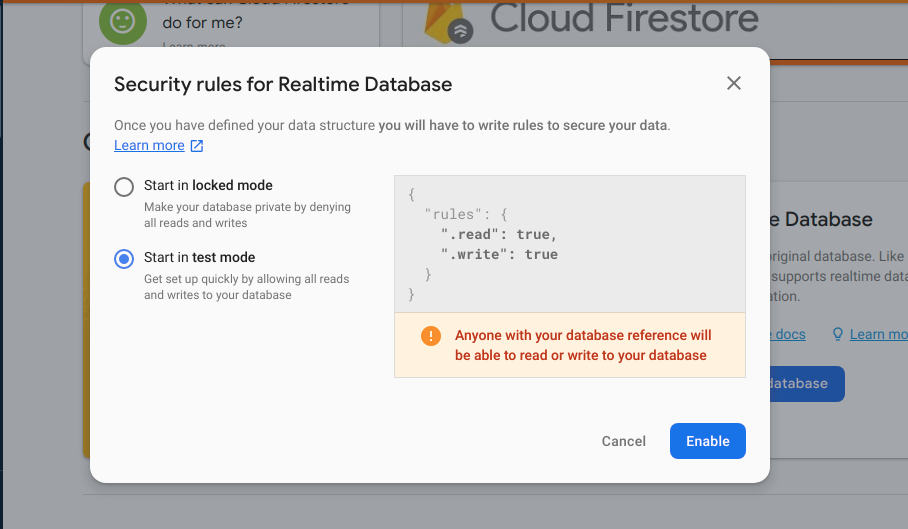 do for me?
Learn more
Cloud Firestore
Security rules for Realtime Database
Once you have defined your data structure you will have to write rules to secure your data.
Learn more
Start in locked mode
Make your database private by denying
all reads and writes
Start in test mode
Get set up quickly by allowing all reads
and writes to your database
{
"rules": {
".read": true,
".write": true
}
}
Anyone with your database reference will
be able to read or write to your database
Cancel
Enable
e Database
original database. Like
supports realtime data
ation.
docs
Learn mo
database